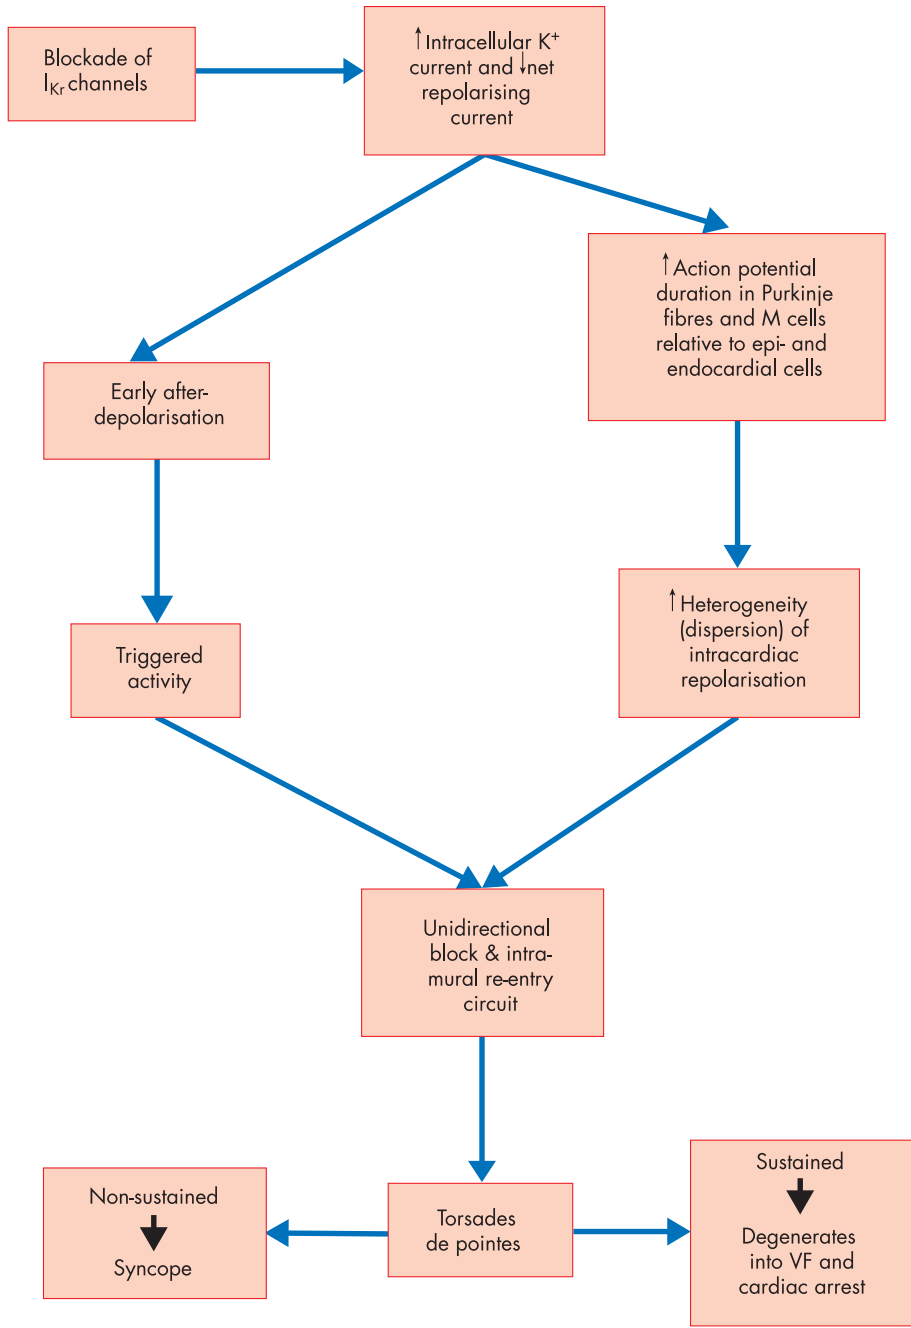 Blockade of
IKr channels
↑Intracellular K+
current and ↓net
repolarising
current
↑Action potential
duration in Purkinje
fibres and M cells
relative to epi- and
endocardial cells
Early after-
depolarisation
↑Heterogeneity
(dispersion) of
intracardiac
repolarisation
Triggered
activity
Unidirectional
block & intra-
mural re-entry
circuit
Non-sustained
Syncope
Torsades
de pointes
Sustained
Degenerates
into VF and
cardiac arrest